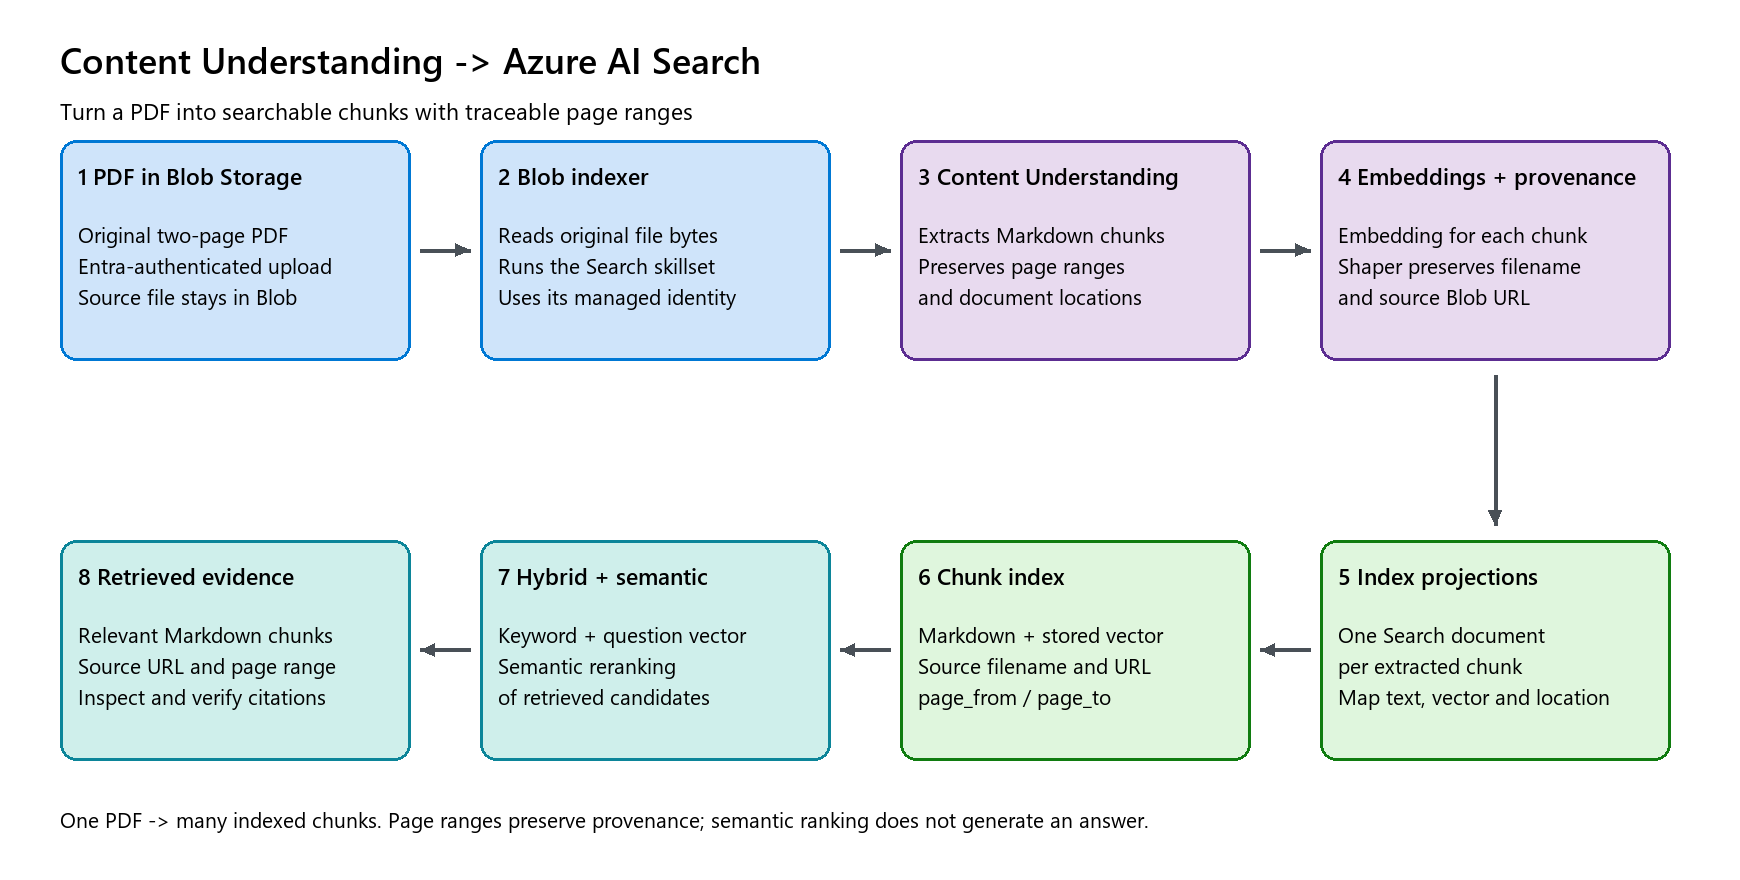 Content Understanding -> Azure AI Search
Turn a PDF into searchable chunks with traceable page ranges
1 PDF in Blob Storage
Original two-page PDF
Entra-authenticated upload
Source file stays in Blob
2 Blob indexer
Reads original file bytes
Runs the Search skillset
Uses its managed identity
3 Content Understanding
Extracts Markdown chunks
Preserves page ranges
and document locations
4 Embeddings + provenance
Embedding for each chunk
Shaper preserves filename
and source Blob URL
5 Index projections
One Search document
per extracted chunk
Map text, vector and location
6 Chunk index
Markdown + stored vector
Source filename and URL
page_from / page_to
7 Hybrid + semantic
Keyword + question vector
Semantic reranking
of retrieved candidates
8 Retrieved evidence
Relevant Markdown chunks
Source URL and page range
Inspect and verify citations
One PDF -> many indexed chunks. Page ranges preserve provenance; semantic ranking does not generate an answer.